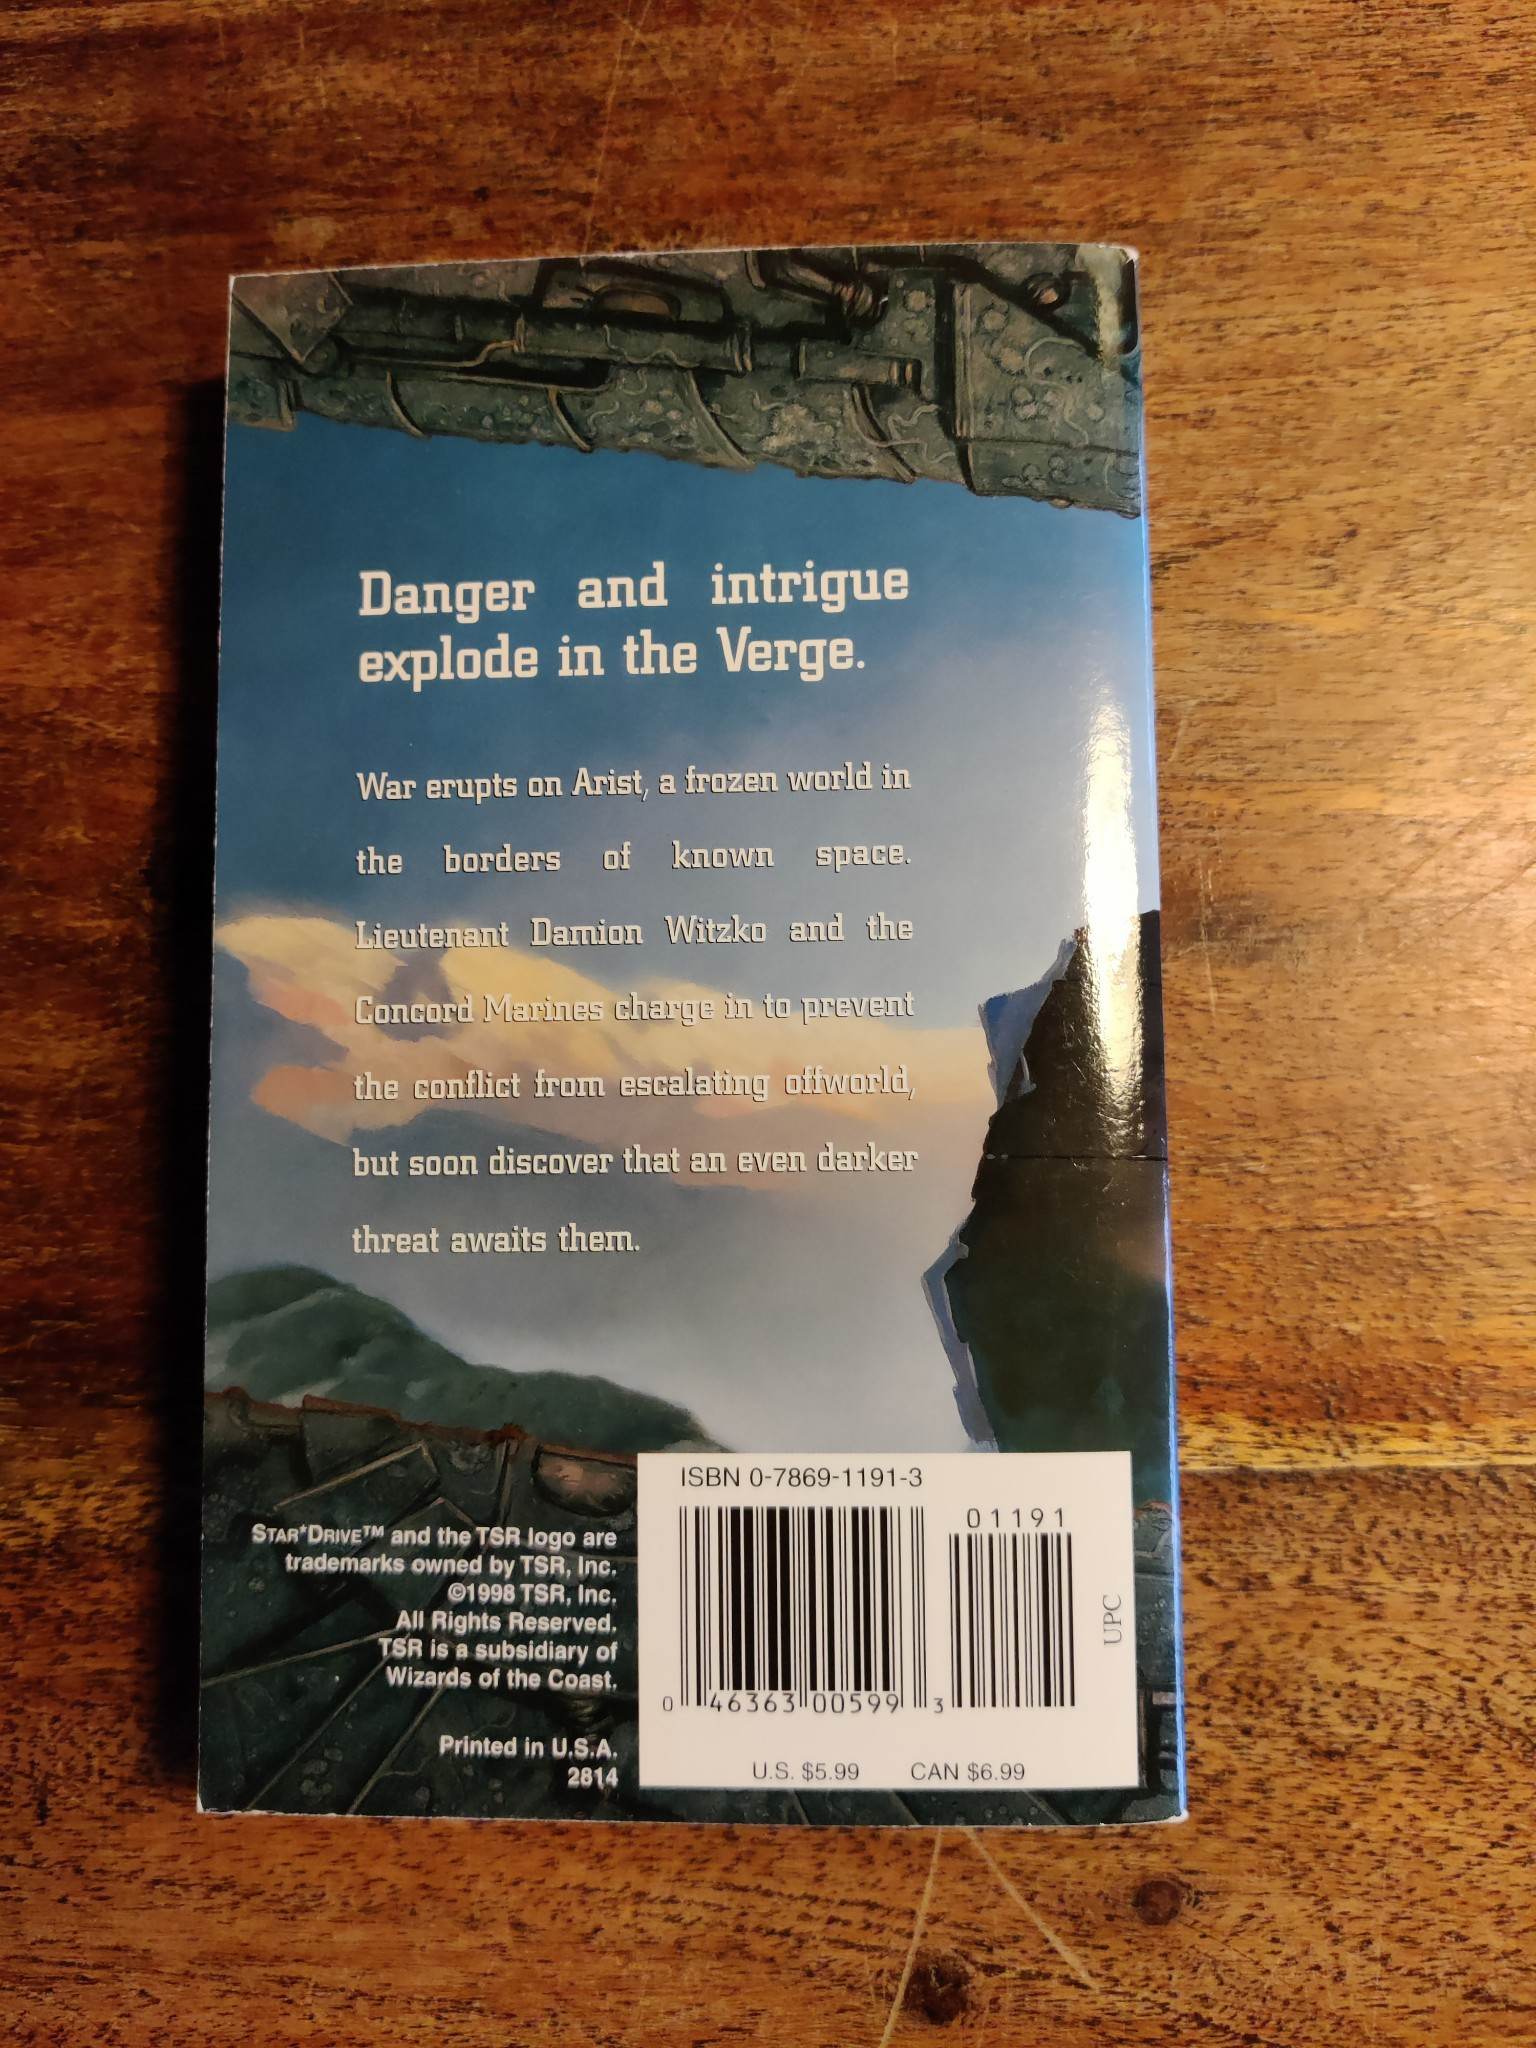 Danger and intrigue
explode in the Verge.
War erupts on Arist, a frozen world in
the borders of known space.
Lieutenant Damion Witzko and the
Concord Marines charge in to prevent
the conflict from escalating offworld,
but soon discover that an even darker
threat awaits them.
STAR*DRIVE™ and the TSR logo are
trademarks owned by TSR, Inc.
©1998 TSR, Inc.
All Rights Reserved.
TSR is a subsidiary of
Wizards of the Coast.
Printed in U.S.A.
2814
ISBN 0-7869-1191-3
01191
0 46363 00599 3
UPC
U.S. $5.99 CAN $6.99